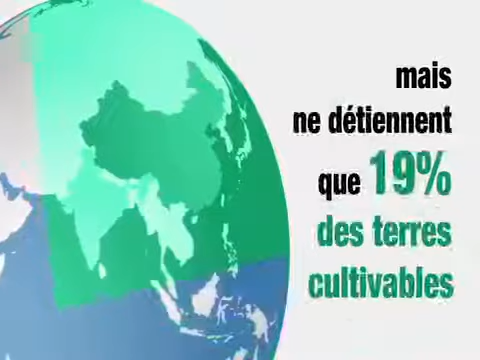 mais
ne détiennent
que 19%
des terres
cultivables